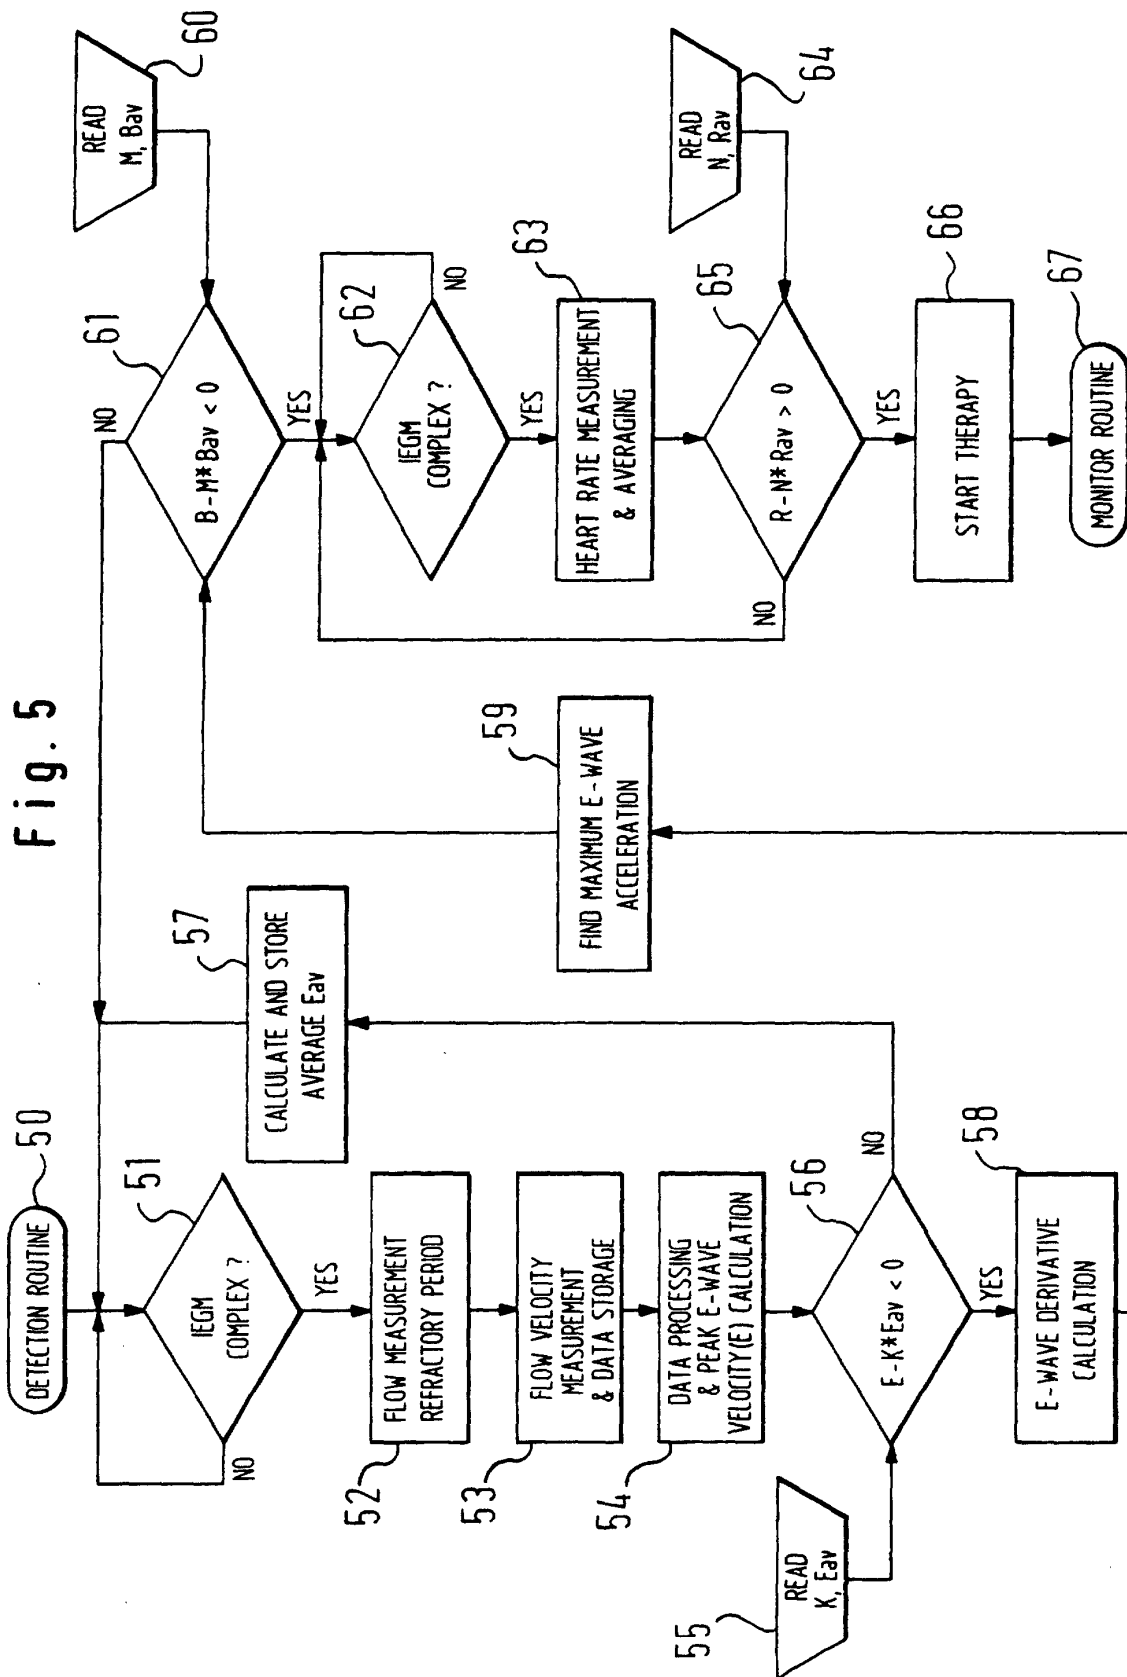 Fig. 5
DETECTION ROUTINE
50
IEGM
COMPLEX ?
51
NO
YES
FLOW MEASUREMENT
REFRACTORY PERIOD
52
FLOW VELOCITY
MEASUREMENT
& DATA STORAGE
53
DATA PROCESSING
& PEAK E-WAVE
VELOCITY(E) CALCULATION
54
READ
K, Eav
55
E-K*Eav < 0
56
NO
YES
CALCULATE AND STORE
AVERAGE Eav
57
E-WAVE DERIVATIVE
CALCULATION
58
FIND MAXIMUM E-WAVE
ACCELERATION
59
READ
M, Bav
60
B-M*Bav < 0
61
NO
YES
IEGM
COMPLEX ?
62
NO
YES
HEART RATE MEASUREMENT
& AVERAGING
63
READ
N, Rav
64
R-N*Rav > 0
65
NO
YES
START THERAPY
66
MONITOR ROUTINE
67